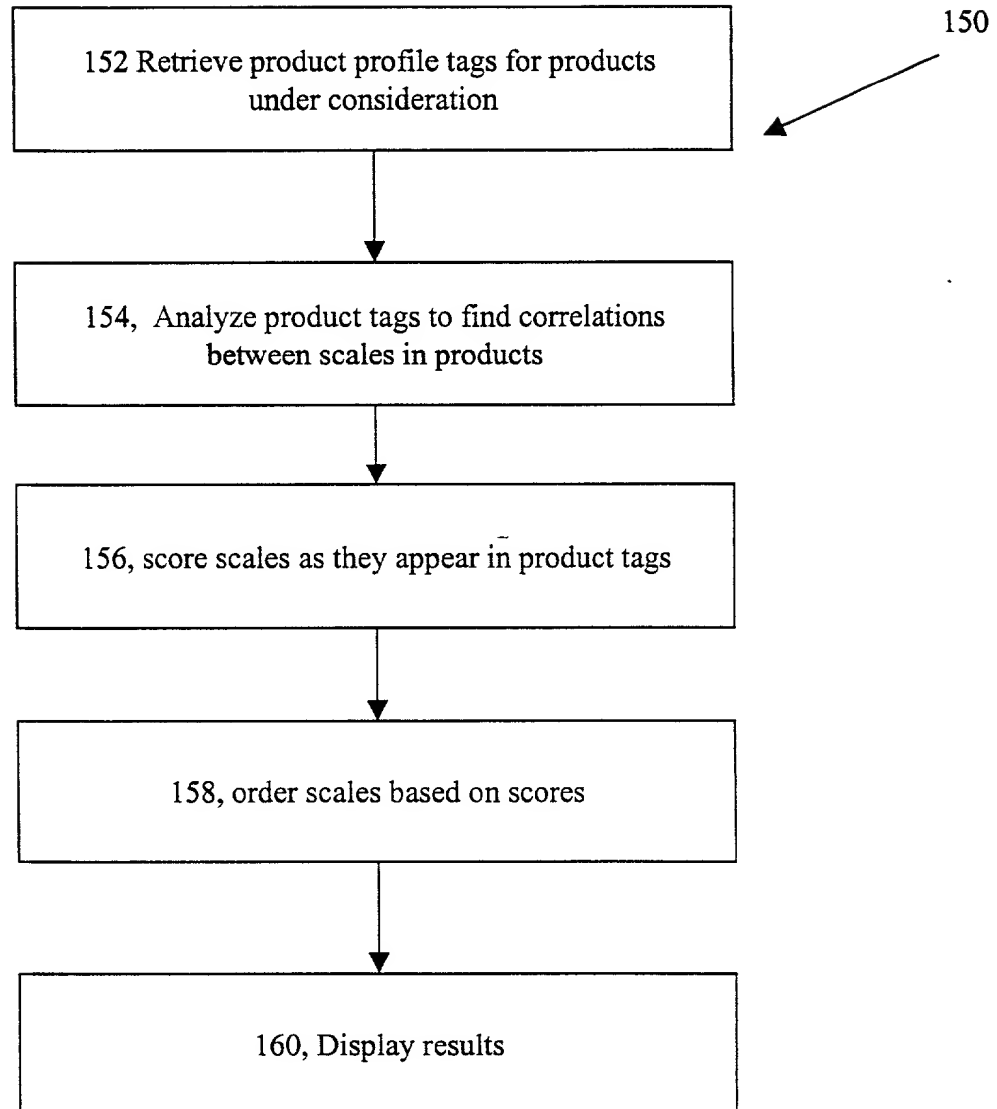 150
152 Retrieve product profile tags for products
under consideration
154, Analyze product tags to find correlations
between scales in products
156, score scales as they appear in product tags
158, order scales based on scores
160, Display results